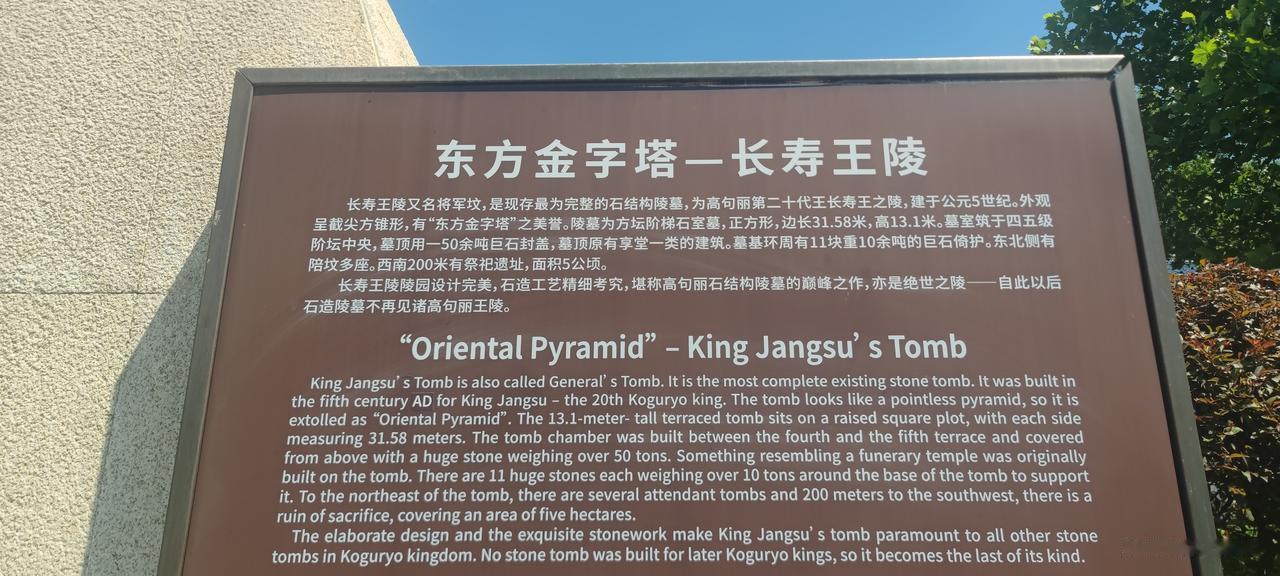 东方金字塔—长寿王陵
长寿王陵又名将军坟,是现存最为完整的石结构陵墓,为高句丽第二十代王长寿王之陵,建于公元5世纪。外观
呈截尖方锥形,有“东方金字塔”之美誉。陵墓为方坛阶梯石室墓,正方形,边长31.58米,高13.1米。墓室筑于四五级
阶坛中央,墓顶用一50余吨巨石封盖,墓顶原有享堂一类的建筑。墓基环周有11块重10余吨的巨石倚护。东北侧有
陪坟多座。西南200米有祭祀遗址,面积5公顷。
长寿王陵陵园设计完美,石造工艺精细考究,堪称高句丽石结构陵墓的巅峰之作,亦是绝世之陵——自此以后
石造陵墓不再见诸高句丽王陵。
“Oriental Pyramid” – King Jangsu’s Tomb
King Jangsu’s Tomb is also called General’s Tomb. It is the most complete existing stone tomb. It was built in
the fifth century AD for King Jangsu – the 20th Koguryo king. The tomb looks like a pointless pyramid, so it is
extolled as “Oriental Pyramid”. The 13.1-meter- tall terraced tomb sits on a raised square plot, with each side
measuring 31.58 meters. The tomb chamber was built between the fourth and the fifth terrace and covered
from above with a huge stone weighing over 50 tons. Something resembling a funerary temple was originally
built on the tomb. There are 11 huge stones each weighing over 10 tons around the base of the tomb to support
it. To the northeast of the tomb, there are several attendant tombs and 200 meters to the southwest, there is a
ruin of sacrifice, covering an area of five hectares.
The elaborate design and the exquisite stonework make King Jangsu’s tomb paramount to all other stone
tombs in Koguryo kingdom. No stone tomb was built for later Koguryo kings, so it becomes the last of its kind.